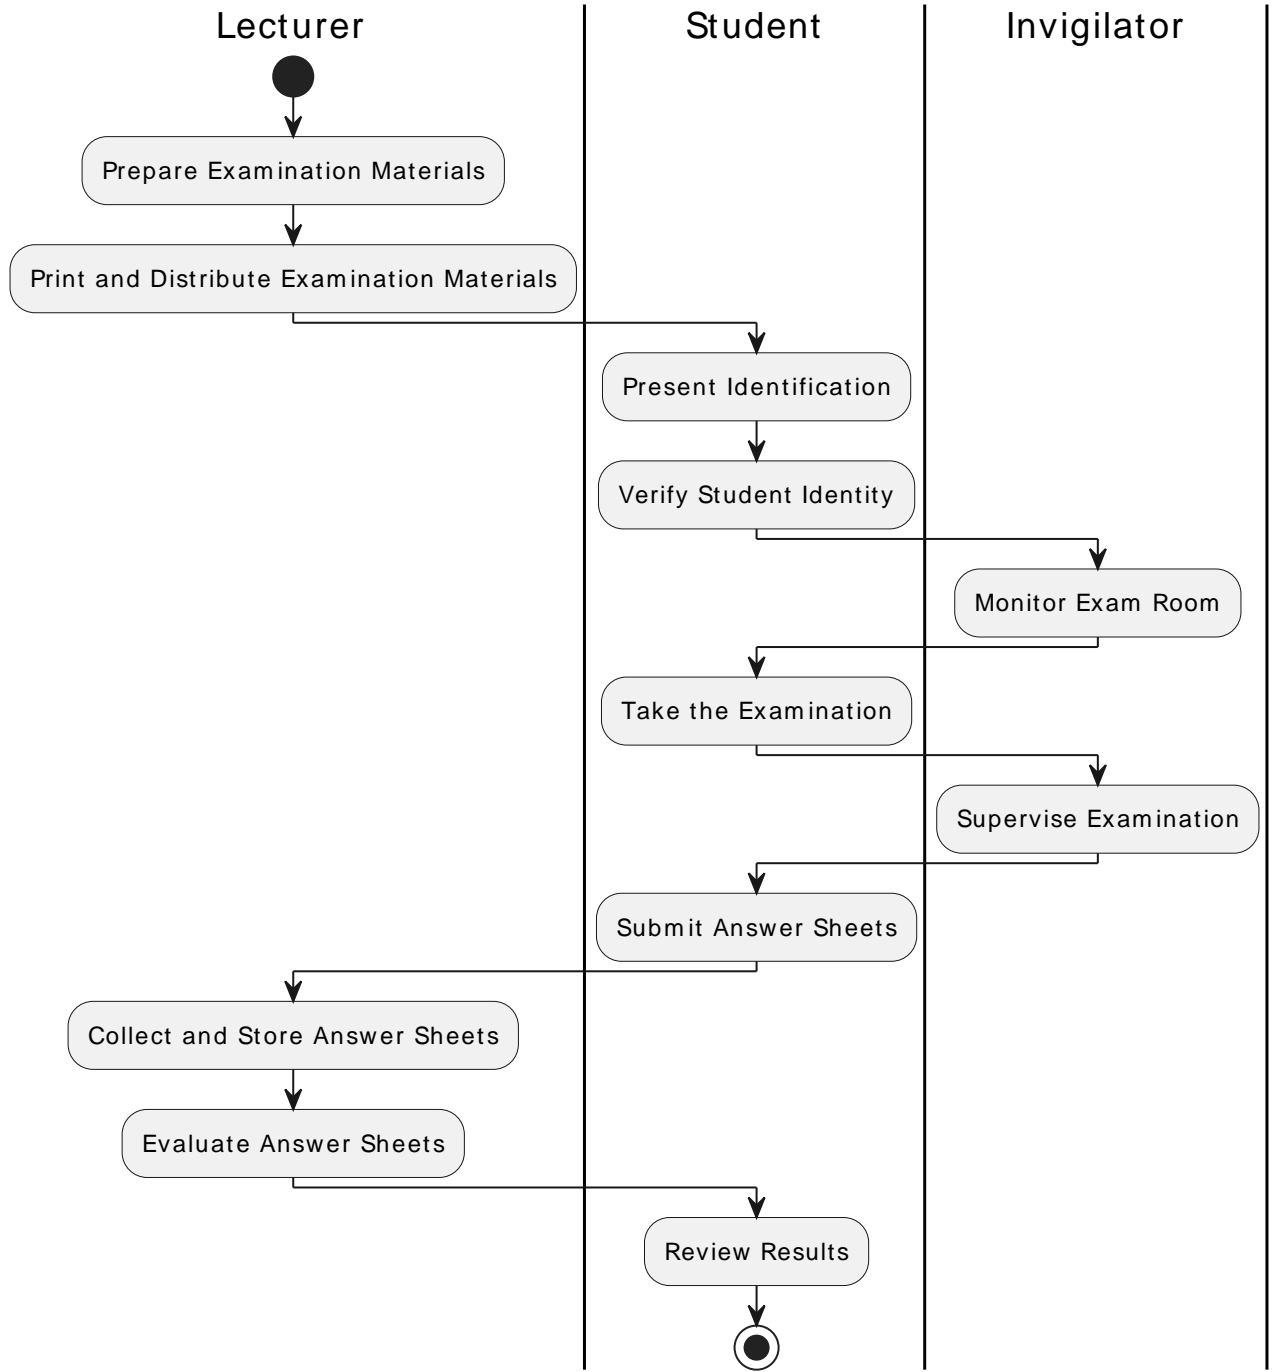 Lecturer
Student
Invigilator
Prepare Examination Materials
Print and Distribute Examination Materials
Present Identification
Verify Student Identity
Monitor Exam Room
Take the Examination
Supervise Examination
Submit Answer Sheets
Collect and Store Answer Sheets
Evaluate Answer Sheets
Review Results